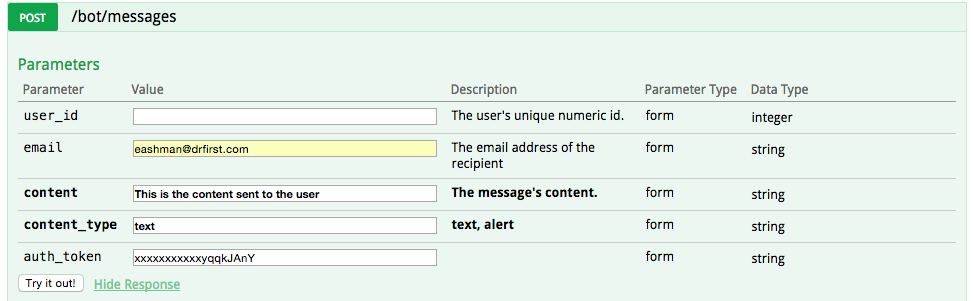 POST /bot/messages
Parameters
Parameter Value Description Parameter Type Data Type
user_id The user's unique numeric id. form integer
email eashman@drfirst.com The email address of the recipient form string
content This is the content sent to the user The message's content. form string
content_type text text, alert form string
auth_token xxxxxxxxxxxyqqkJAnY form string
Try it out! Hide Response